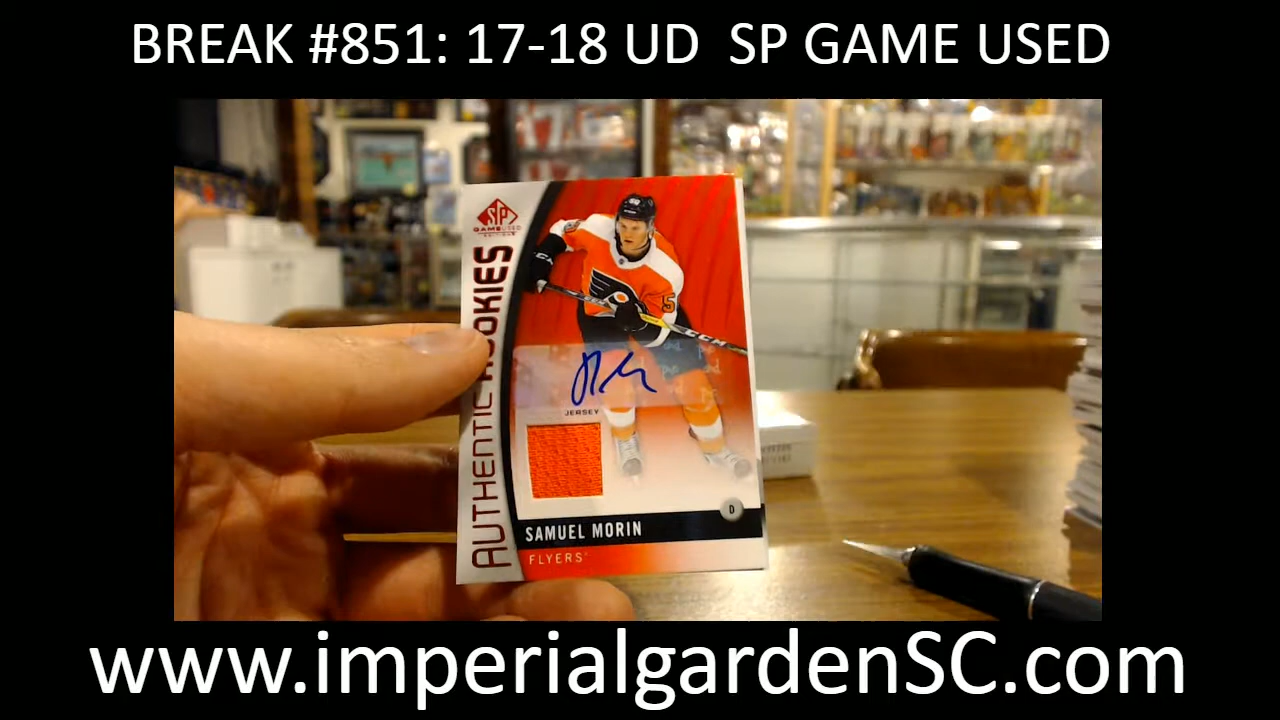 BREAK #851: 17-18 UD SP GAME USED
SP
GAME USED
AUTHENTIC ROOKIES
5
CCM
JERSEY
D
SAMUEL MORIN
FLYERS
www.imperialgardenSC.com